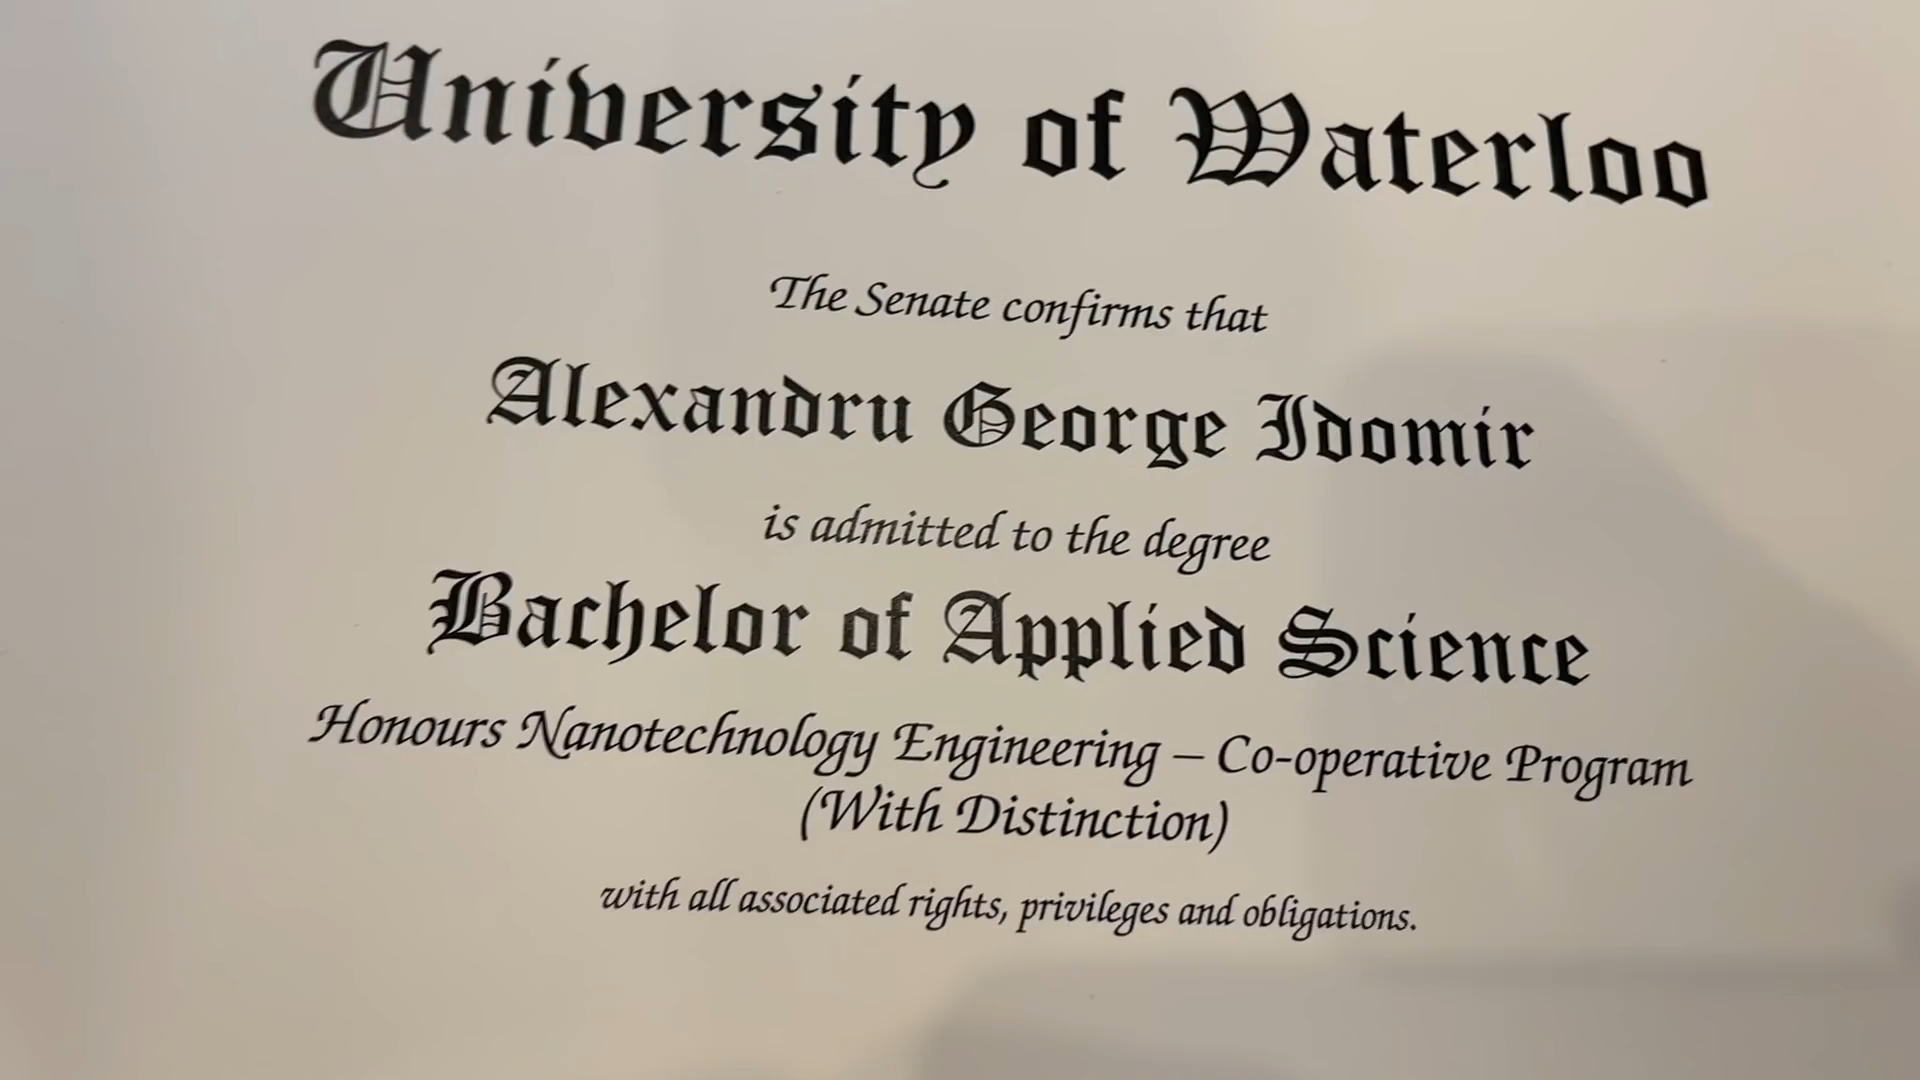 University of Waterloo
The Senate confirms that
Alexandru George Idomir
is admitted to the degree
Bachelor of Applied Science
Honours Nanotechnology Engineering – Co-operative Program
(With Distinction)
with all associated rights, privileges and obligations.